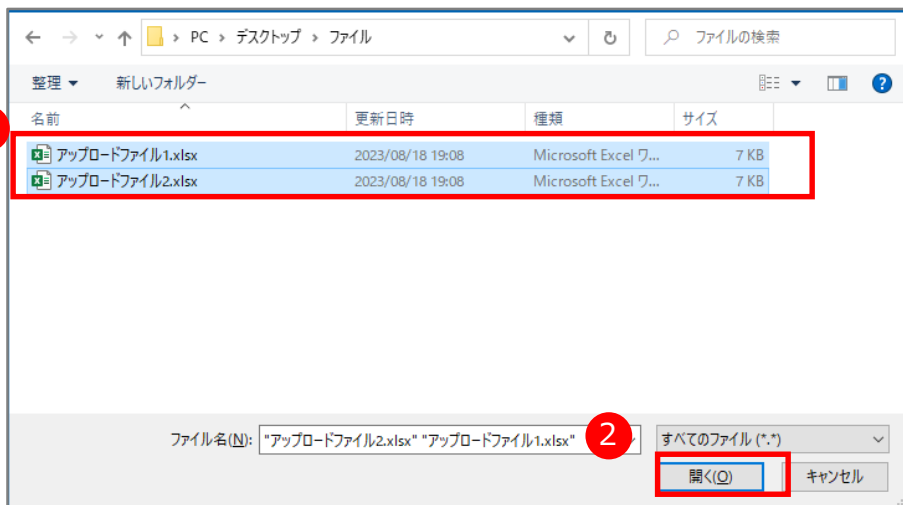 PC › デスクトップ › ファイル ファイルの検索
整理 新しいフォルダー
名前 更新日時 種類 サイズ
アップロードファイル1.xlsx 2023/08/18 19:08 Microsoft Excel ワ... 7 KB
アップロードファイル2.xlsx 2023/08/18 19:08 Microsoft Excel ワ... 7 KB
ファイル名(N): "アップロードファイル2.xlsx" "アップロードファイル1.xlsx" 2 すべてのファイル (*.*)
開く(O) キャンセル